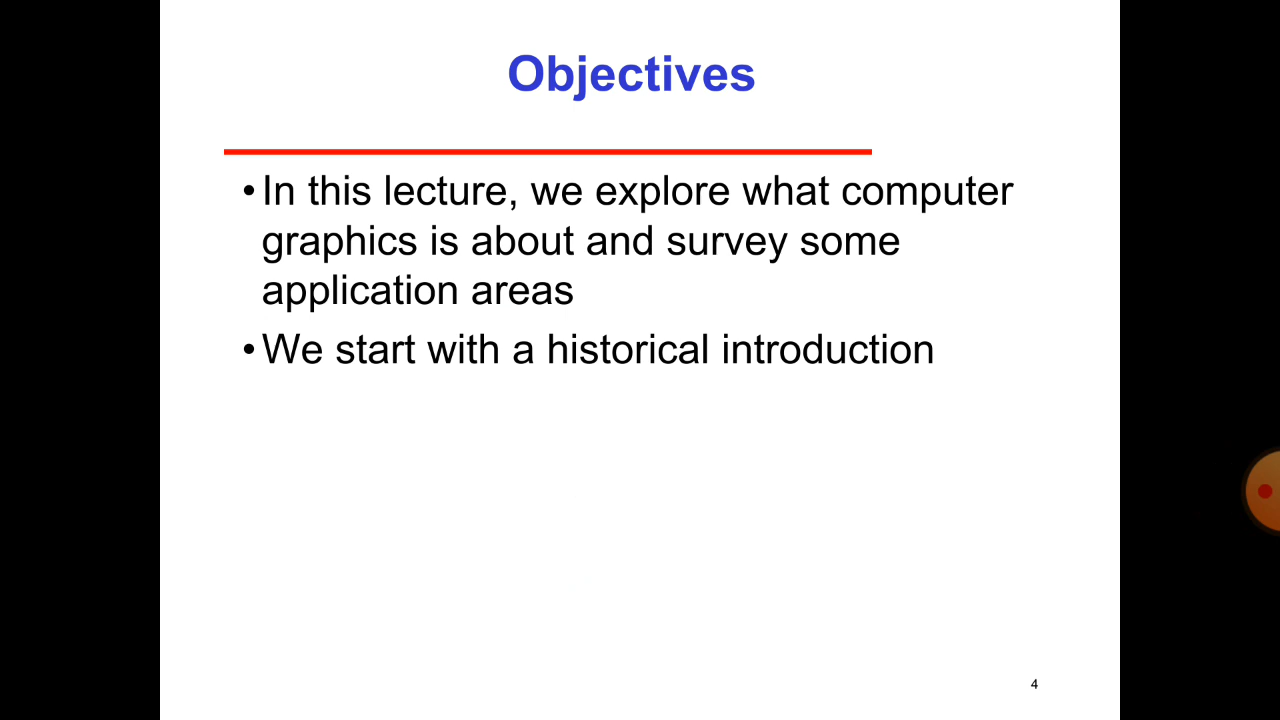 Objectives
•In this lecture, we explore what computer
graphics is about and survey some
application areas
•We start with a historical introduction
4